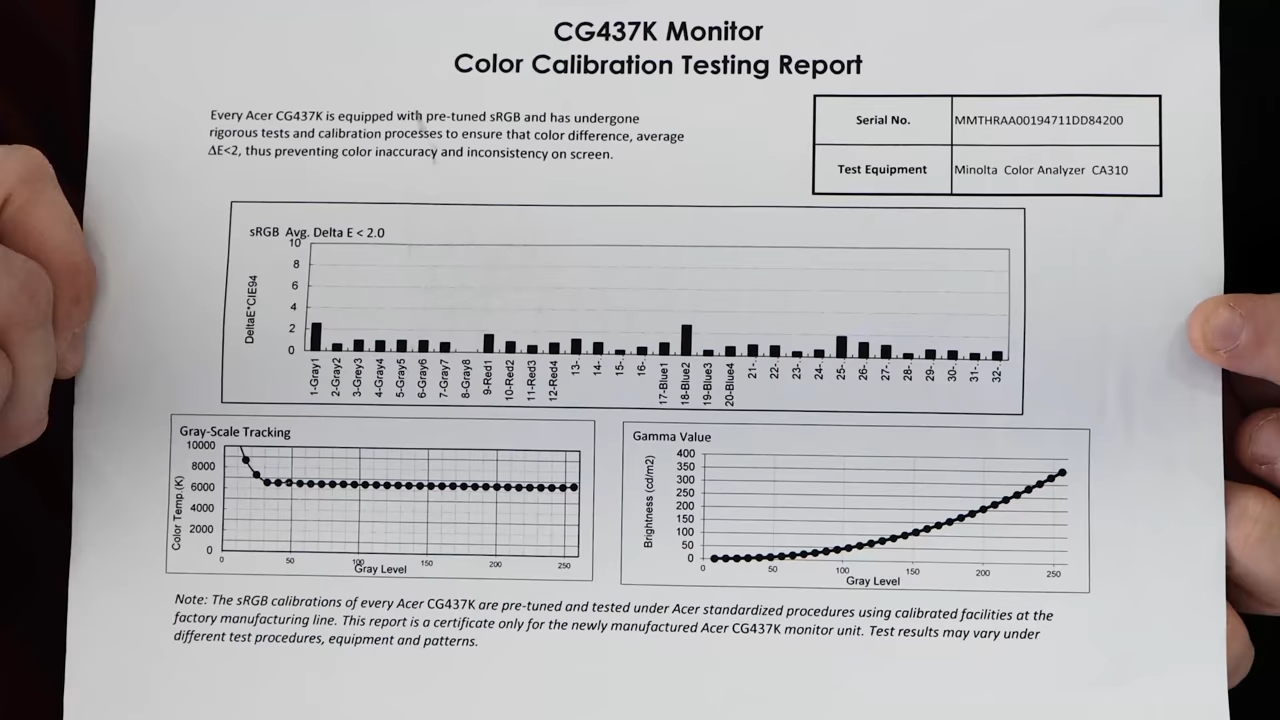 CG437K Monitor
Color Calibration Testing Report
Every Acer CG437K is equipped with pre-tuned sRGB and has undergone
rigorous tests and calibration processes to ensure that color difference, average
ΔE<2, thus preventing color inaccuracy and inconsistency on screen.
Serial No. MMTHRAA00194711DD84200
Test Equipment Minolta Color Analyzer CA310
sRGB Avg. Delta E < 2.0
DeltaE*CIE94
10
8
6
4
2
0
1-Gray1
2-Gray2
3-Grey3
4-Gray4
5-Gray5
6-Gray6
7-Gray7
8-Gray8
9-Red1
10-Red2
11-Red3
12-Red4
13-
14-
15-
16-
17-Blue1
18-Blue2
19-Blue3
20-Blue4
21-
22-
23-
24-
25-
26-
27-
28-
29-
30-
31-
32-
Gray-Scale Tracking
Color Temp.(K)
10000
8000
6000
4000
2000
0
0 50 100 150 200 250
Gray Level
Gamma Value
Brightness (cd/m2)
400
350
300
250
200
150
100
50
0
0 50 100 150 200 250
Gray Level
Note: The sRGB calibrations of every Acer CG437K are pre-tuned and tested under Acer standardized procedures using calibrated facilities at the
factory manufacturing line. This report is a certificate only for the newly manufactured Acer CG437K monitor unit. Test results may vary under
different test procedures, equipment and patterns.